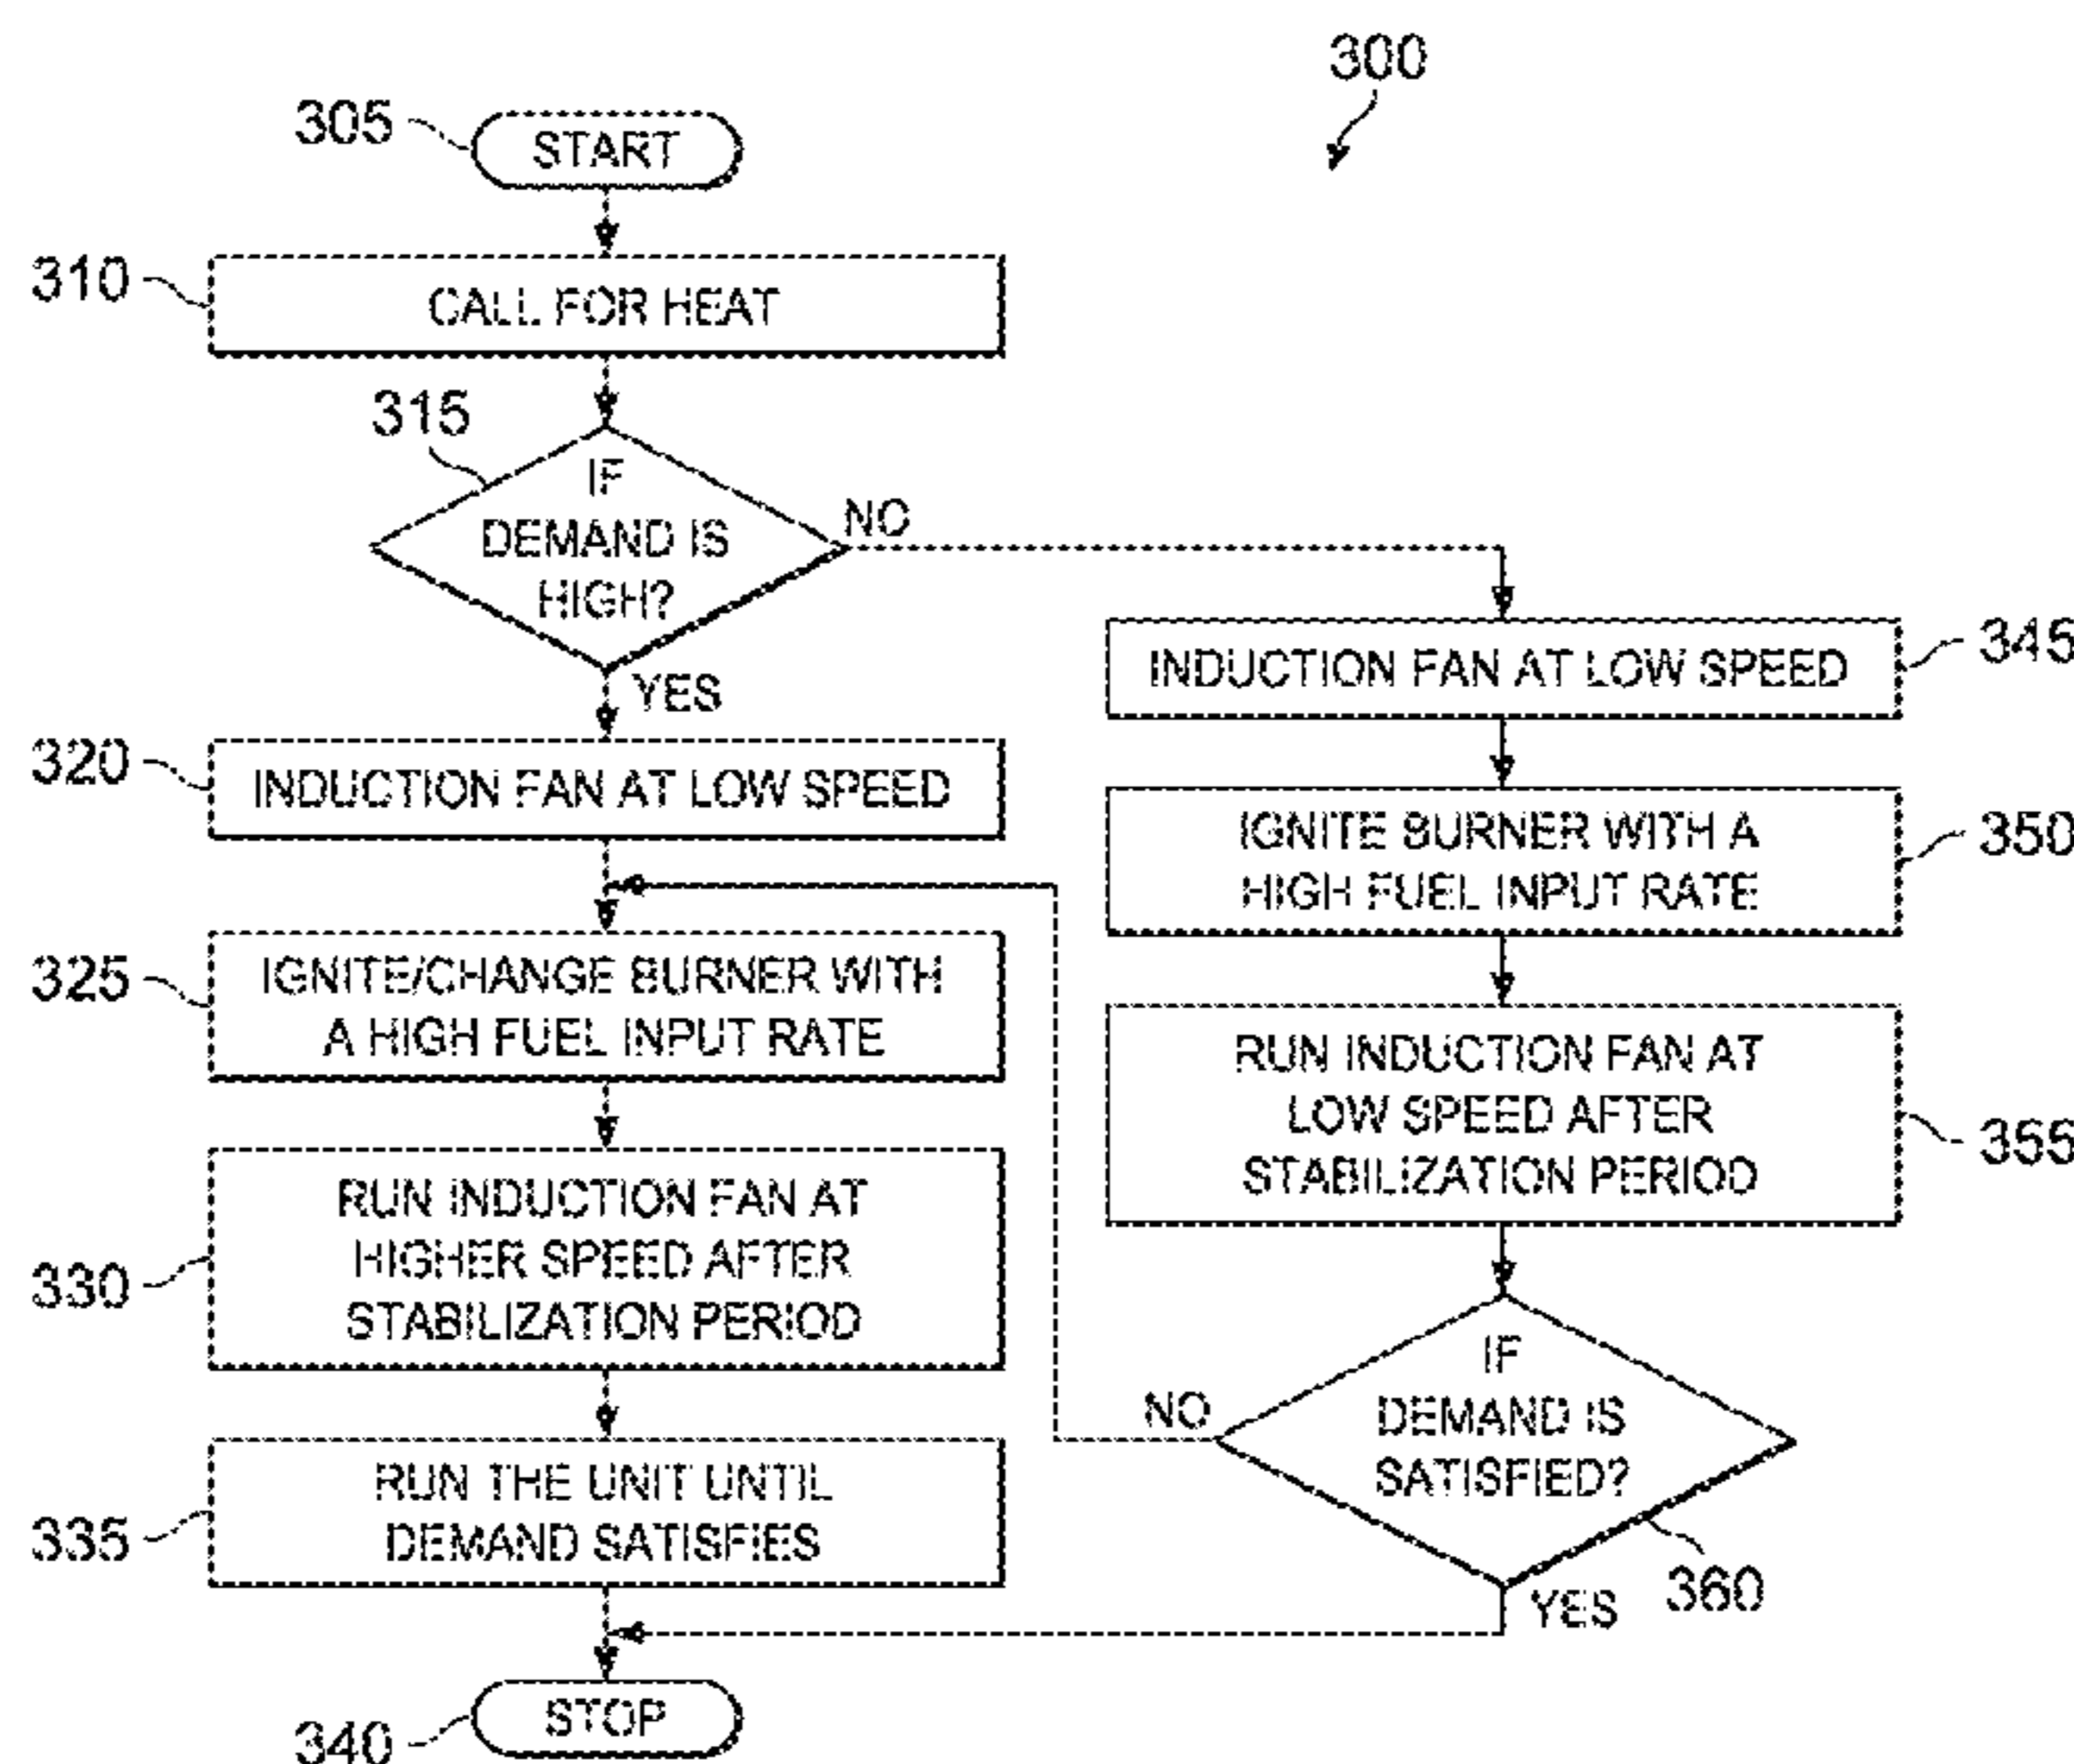 300
305
START
310
CALL FOR HEAT
315
IF
DEMAND IS
HIGH?
NO
YES
320
INDUCTION FAN AT LOW SPEED
325
IGNITE/CHANGE BURNER WITH
A HIGH FUEL INPUT RATE
330
RUN INDUCTION FAN AT
HIGHER SPEED AFTER
STABILIZATION PERIOD
335
RUN THE UNIT UNTIL
DEMAND SATISFIES
340
STOP
INDUCTION FAN AT LOW SPEED
345
IGNITE BURNER WITH A
HIGH FUEL INPUT RATE
350
RUN INDUCTION FAN AT
LOW SPEED AFTER
STABILIZATION PERIOD
355
IF
DEMAND IS
SATISFIED?
NO
YES
360